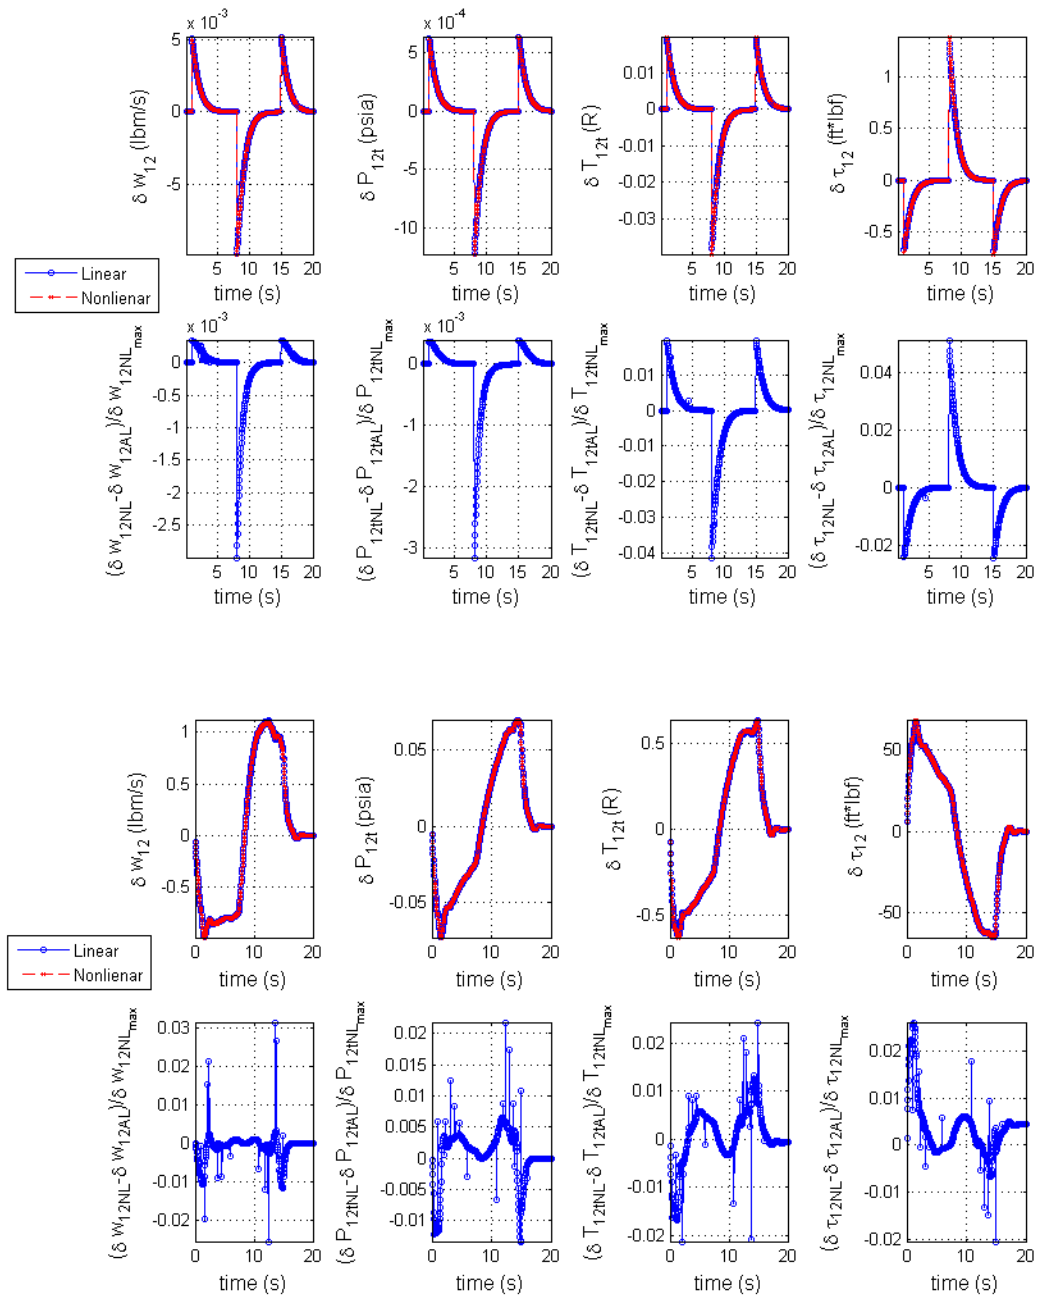 x 10⁻³
5
0
-5
5 10 15 20
time (s)
δ w₁₂ (lbm/s)
x 10⁻⁴
5
0
-5
-10
5 10 15 20
time (s)
δ P₁₂ₜ (psia)
0.01
0
-0.01
-0.02
-0.03
5 10 15 20
time (s)
δ T₁₂ₜ (R)
1
0.5
0
-0.5
5 10 15 20
time (s)
δ τ₁₂ (ft*lbf)
Linear
Nonlienar
x 10⁻³
0
-0.5
-1
-1.5
-2
-2.5
5 10 15 20
time (s)
(δ w_12NL-δ w_12AL)/δ w_12NL_max
x 10⁻³
0
-1
-2
-3
5 10 15 20
time (s)
(δ P_12tNL-δ P_12tAL)/δ P_12tNL_max
0.01
0
-0.01
-0.02
-0.03
-0.04
5 10 15 20
time (s)
(δ T_12tNL-δ T_12tAL)/δ T_12tNL_max
0.04
0.02
0
-0.02
5 10 15 20
time (s)
(δ τ_12NL-δ τ_12AL)/δ τ_12NL_max
1
0.5
0
-0.5
0 10 20
time (s)
δ w₁₂ (lbm/s)
0.05
0
-0.05
0 10 20
time (s)
δ P₁₂ₜ (psia)
0.5
0
-0.5
0 10 20
time (s)
δ T₁₂ₜ (R)
50
0
-50
0 10 20
time (s)
δ τ₁₂ (ft*lbf)
Linear
Nonlienar
0.03
0.02
0.01
0
-0.01
-0.02
0 10 20
time (s)
(δ w_12NL-δ w_12AL)/δ w_12NL_max
0.02
0.015
0.01
0.005
0
-0.005
-0.01
0 10 20
time (s)
(δ P_12tNL-δ P_12tAL)/δ P_12tNL_max
0.02
0.01
0
-0.01
-0.02
0 10 20
time (s)
(δ T_12tNL-δ T_12tAL)/δ T_12tNL_max
0.02
0.01
0
-0.01
-0.02
0 10 20
time (s)
(δ τ_12NL-δ τ_12AL)/δ τ_12NL_max